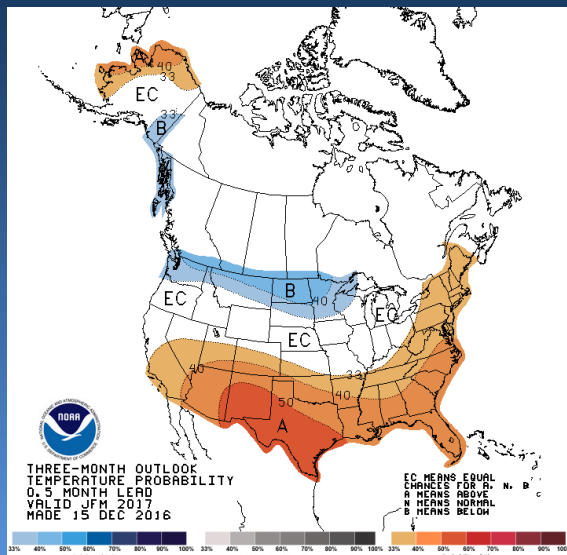 A
40
33
EC
33
B
B
40
EC
EC
EC
33
40
40
50
A
NOAA
THREE-MONTH OUTLOOK
TEMPERATURE PROBABILITY
0.5 MONTH LEAD
VALID JFM 2017
MADE 15 DEC 2016
EC MEANS EQUAL
CHANCES FOR A, N, B
A MEANS ABOVE
N MEANS NORMAL
B MEANS BELOW
33% 40% 50% 60% 70% 80% 90% 100%
33% 40% 50% 60% 70% 80% 90% 100%
33% 40% 50% 60% 70% 80% 90% 100%